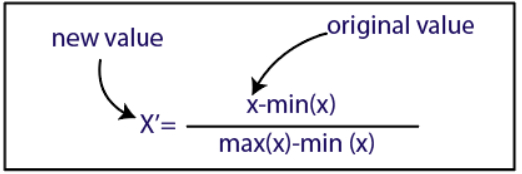 new value
original value
x-min(x)
X'=
max(x)-min (x)